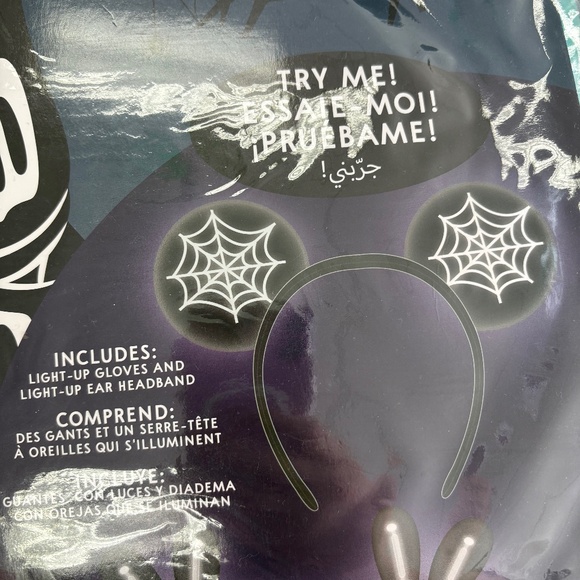 TRY ME!
ESSAIE-MOI!
¡PRUÉBAME!
جرّبني!
INCLUDES:
LIGHT-UP GLOVES AND
LIGHT-UP EAR HEADBAND
COMPREND:
DES GANTS ET UN SERRE-TÊTE
À OREILLES QUI S'ILLUMINENT
INCLUYE:
GUANTES CON LUCES Y DIADEMA
CON OREJAS QUE SE ILUMINAN